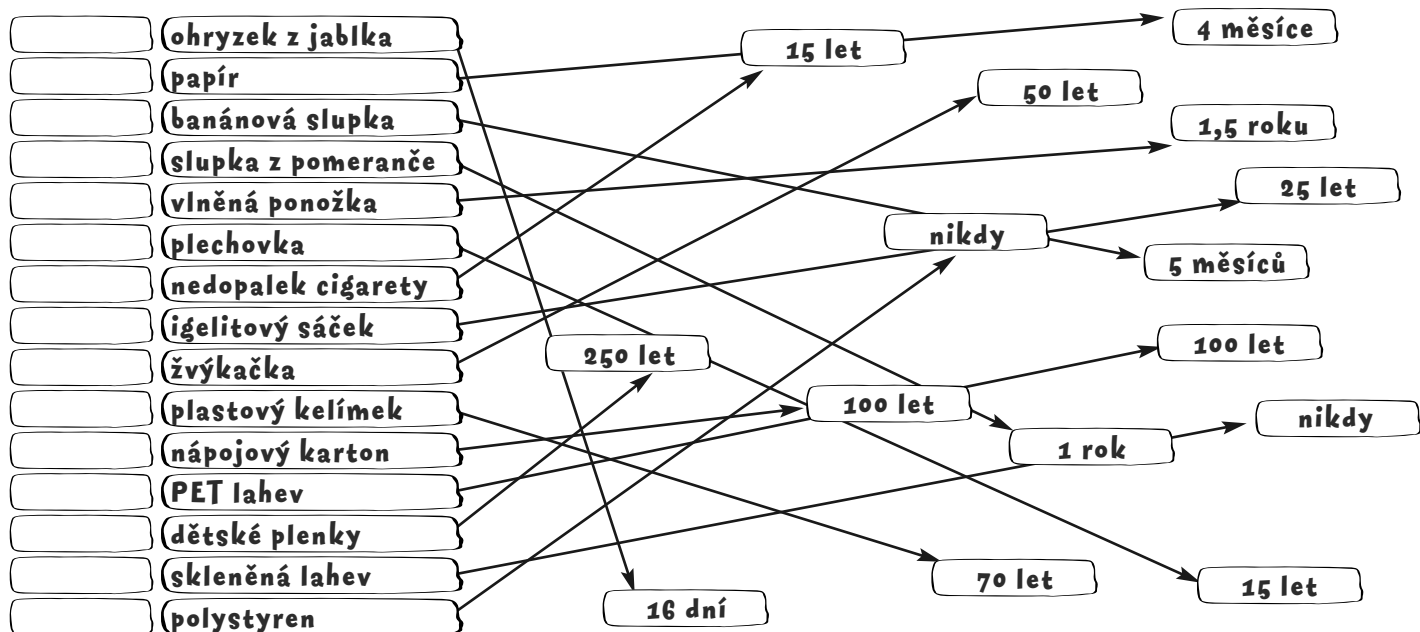 ohryzek z jablka
papír
banánová slupka
slupka z pomeranče
vlněná ponožka
plechovka
nedopalek cigarety
igelitový sáček
žvýkačka
plastový kelímek
nápojový karton
PET lahev
dětské plenky
skleněná lahev
polystyren
4 měsíce
15 let
50 let
1,5 roku
25 let
nikdy
5 měsíců
100 let
250 let
100 let
nikdy
1 rok
70 let
15 let
16 dní